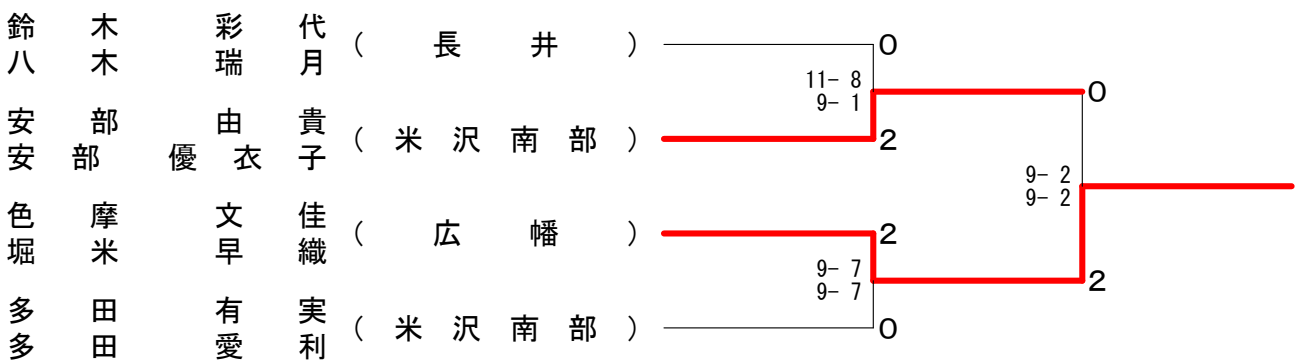 鈴木彩代
八木瑞月
(長井)
0
11- 8
9- 1
0
安部由貴
安部優衣子
(米沢南部)
2
9- 2
9- 2
色摩文佳
堀米早織
(広幡)
2
9- 7
9- 7
2
多田有実
多田愛利
(米沢南部)
0